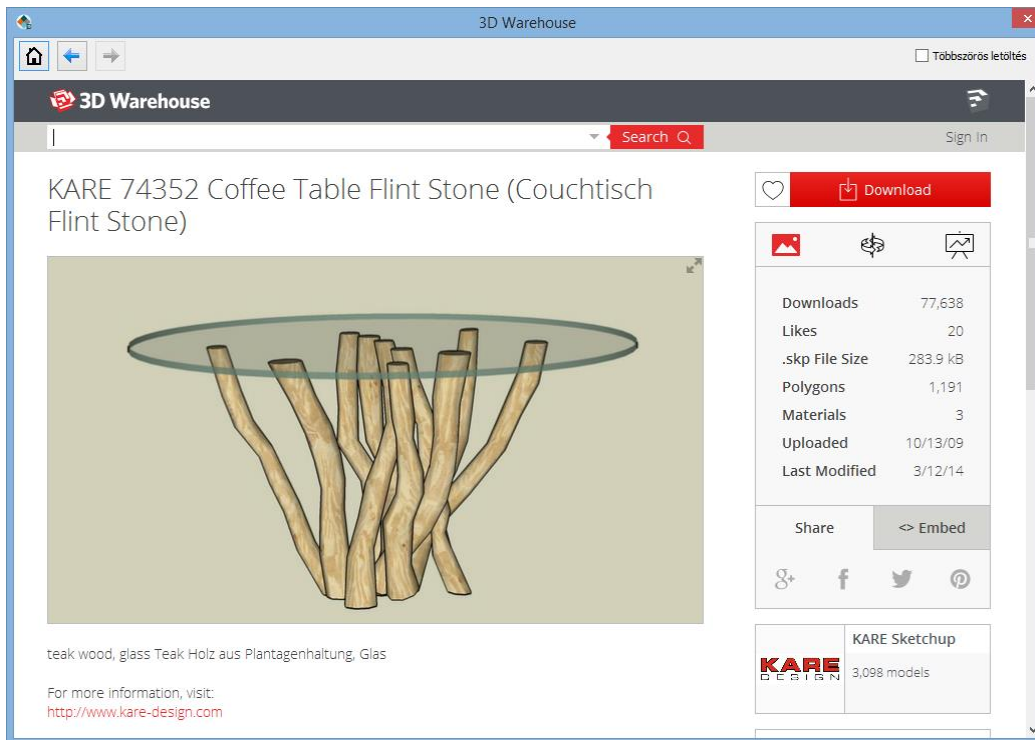 3D Warehouse
Többszörös letöltés
3D Warehouse
Search
Sign In
KARE 74352 Coffee Table Flint Stone (Couchtisch
Flint Stone)
Download
Downloads 77,638
Likes 20
.skp File Size 283.9 kB
Polygons 1,191
Materials 3
Uploaded 10/13/09
Last Modified 3/12/14
Share <> Embed
8+ f
KARE Sketchup
KARE
DESIGN
3,098 models
teak wood, glass Teak Holz aus Plantagenhaltung, Glas
For more information, visit:
http://www.kare-design.com